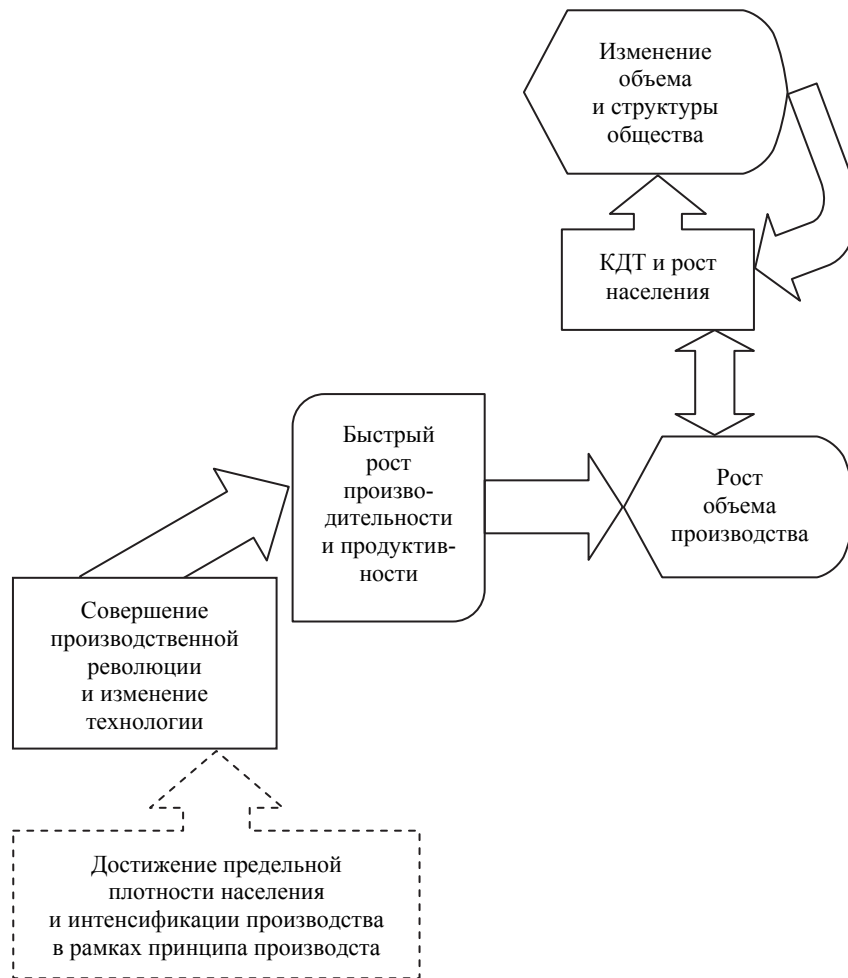 Изменение
объема
и структуры
общества
КДТ и рост
населения
Быстрый
рост
произво-
дительности
и продуктив-
ности
Рост
объема
производства
Совершение
производственной
революции
и изменение
технологии
Достижение предельной
плотности населения
и интенсификации производства
в рамках принципа производст​а